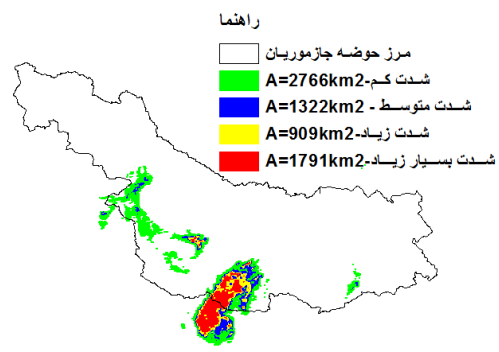 راهنما
مرز حوضه جازموریان
شدت کم-A=2766km2
شدت متوسط - A=1322km2
شدت زیاد-A=909km2
شدت بسیار زیاد-A=1791km2